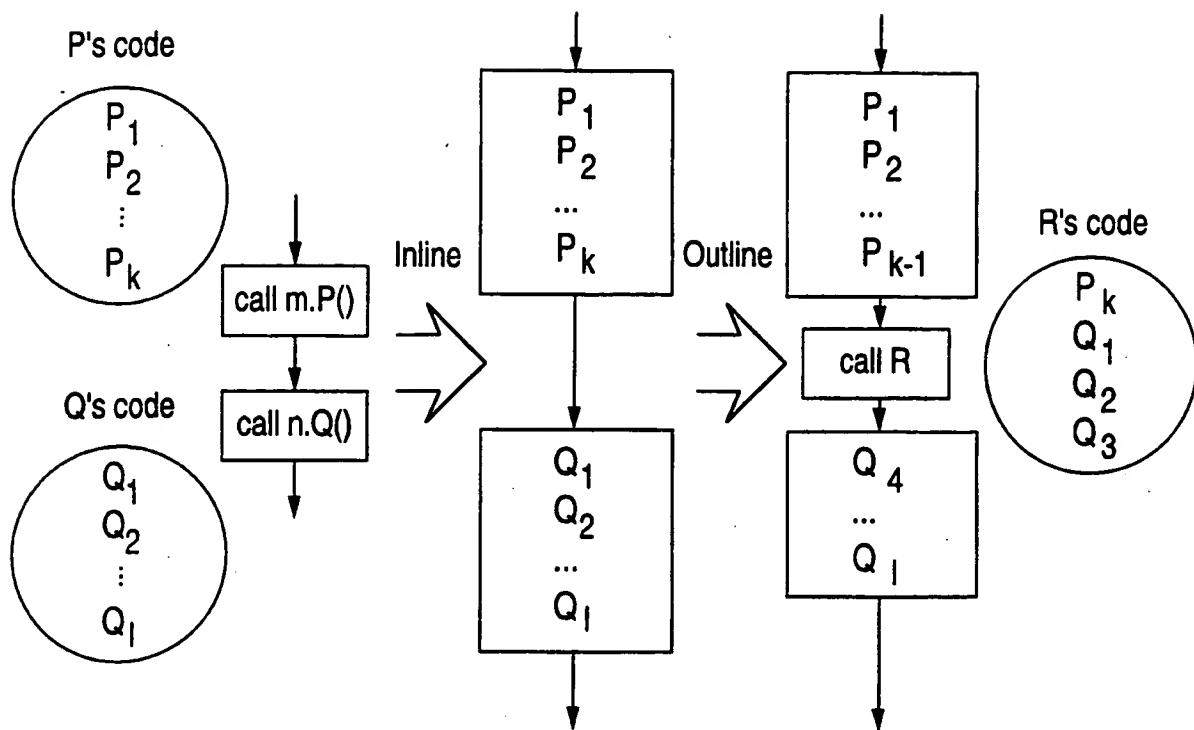 P's code
P1
P2
...
Pk
call m.P()
call n.Q()
Q's code
Q1
Q2
...
Ql
Inline
P1
P2
...
Pk
Q1
Q2
...
Ql
Outline
P1
P2
...
Pk-1
call R
Q4
...
Ql
R's code
Pk
Q1
Q2
Q3